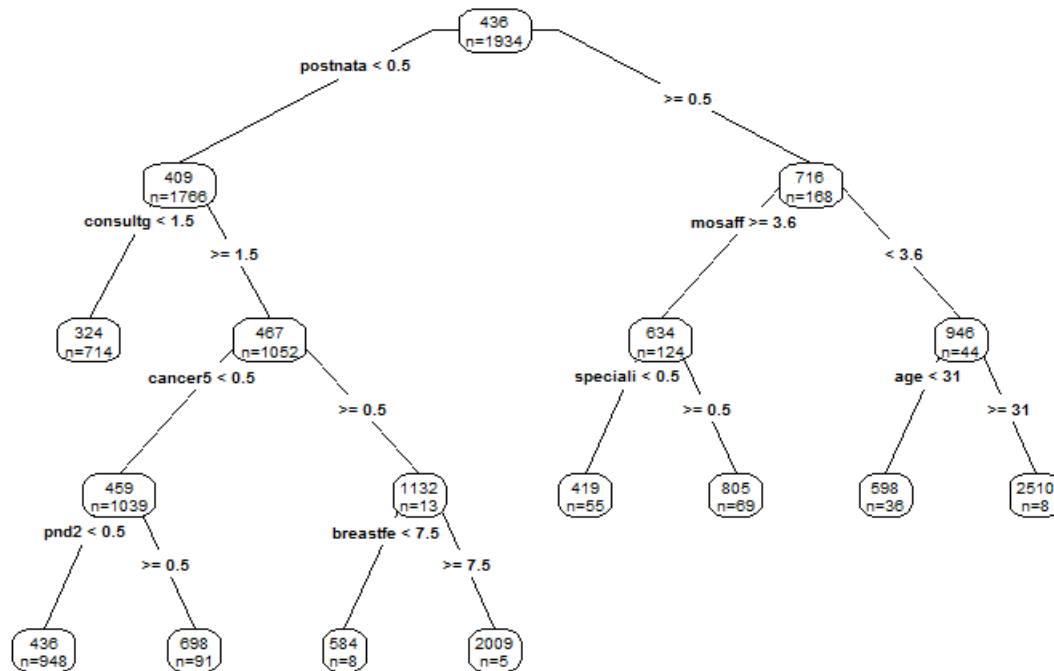 436
n=1934
postnata < 0.5
>= 0.5
409
n=1766
716
n=168
consultg < 1.5
>= 1.5
mosaff >= 3.6
< 3.6
324
n=714
467
n=1052
634
n=124
946
n=44
cancer5 < 0.5
>= 0.5
speciali < 0.5
>= 0.5
age < 31
>= 31
459
n=1039
1132
n=13
419
n=55
805
n=69
598
n=36
2510
n=8
pnd2 < 0.5
>= 0.5
breastfe < 7.5
>= 7.5
436
n=948
698
n=91
584
n=8
2009
n=5